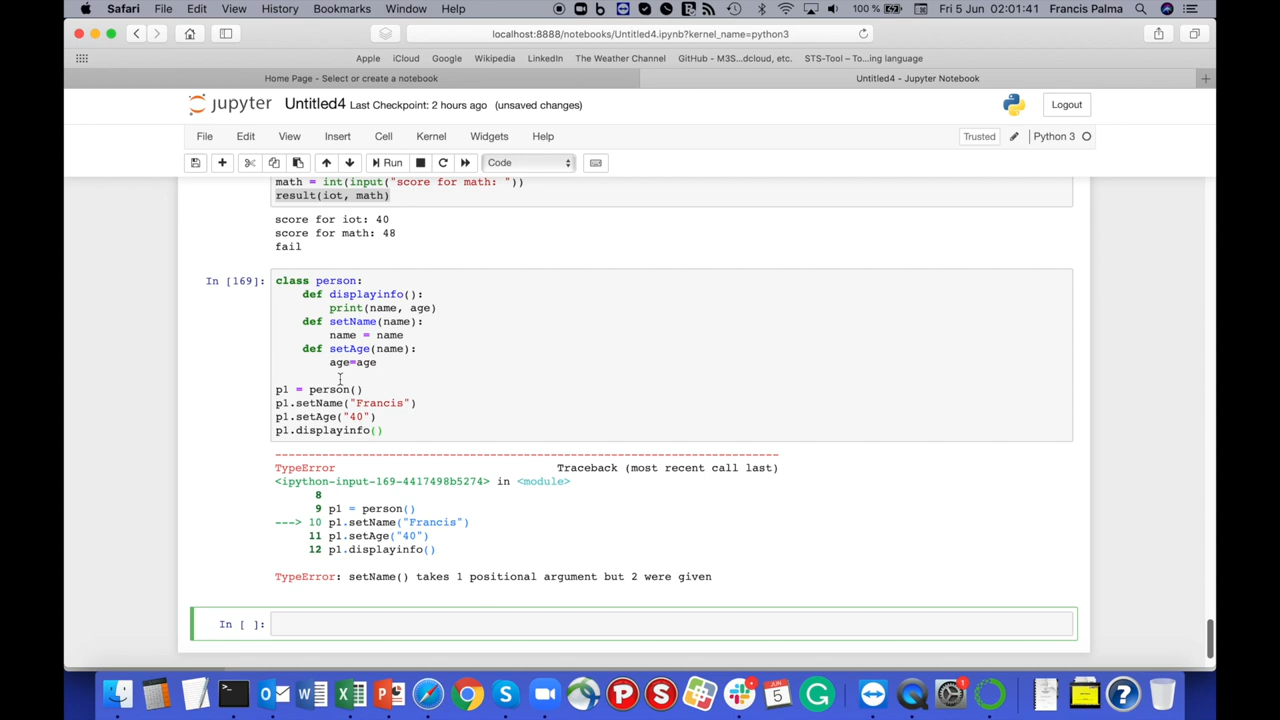 Safari File Edit View History Bookmarks Window Help 100 % Fri 5 Jun 02:01:41 Francis Palma
localhost:8888/notebooks/Untitled4.ipynb?kernel_name=python3
Apple iCloud Google Wikipedia LinkedIn The Weather Channel GitHub - M3S...dcloud, etc. STS-Tool – To...ing language
Home Page - Select or create a notebook Untitled4 - Jupyter Notebook
jupyter Untitled4 Last Checkpoint: 2 hours ago (unsaved changes) Logout
File Edit View Insert Cell Kernel Widgets Help Trusted Python 3
Run Code
math = int(input("score for math: "))
result(iot, math)
score for iot: 40
score for math: 48
fail
In [169]: class person:
def displayinfo():
print(name, age)
def setName(name):
name = name
def setAge(name):
age=age
p1 = person()
p1.setName("Francis")
p1.setAge("40")
p1.displayinfo()
---------------------------------------------------------------------------
TypeError Traceback (most recent call last)
<ipython-input-169-4417498b5274> in <module>
8
9 p1 = person()
---> 10 p1.setName("Francis")
11 p1.setAge("40")
12 p1.displayinfo()
TypeError: setName() takes 1 positional argument but 2 were given
In [ ]: